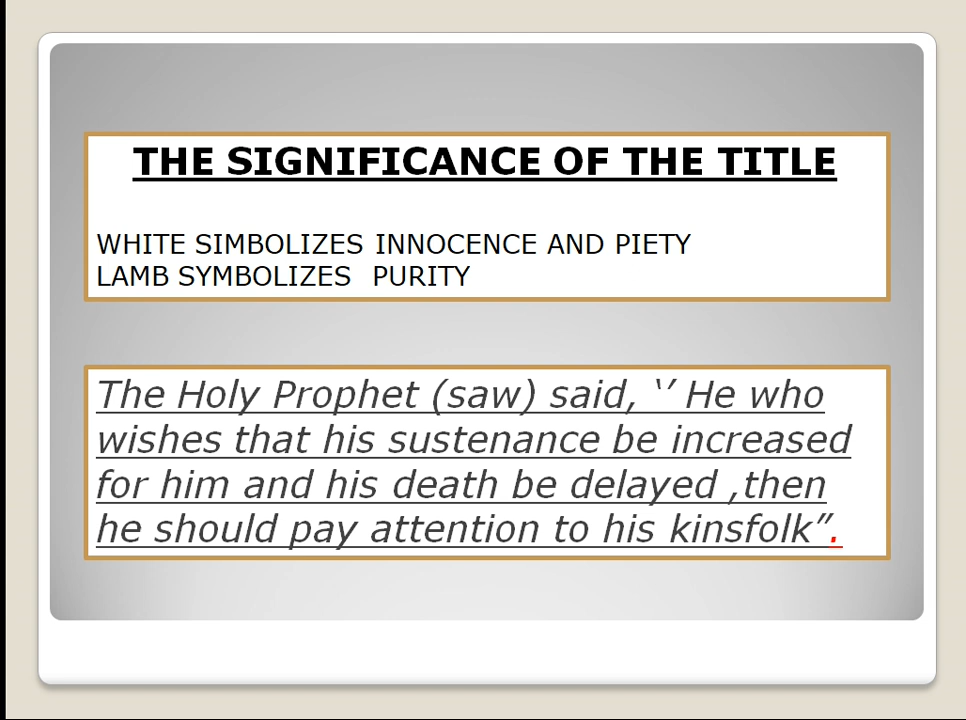 THE SIGNIFICANCE OF THE TITLE
WHITE SIMBOLIZES INNOCENCE AND PIETY
LAMB SYMBOLIZES  PURITY
The Holy Prophet (saw) said, ‘’ He who
wishes that his sustenance be increased
for him and his death be delayed ,then
he should pay attention to his kinsfolk”.